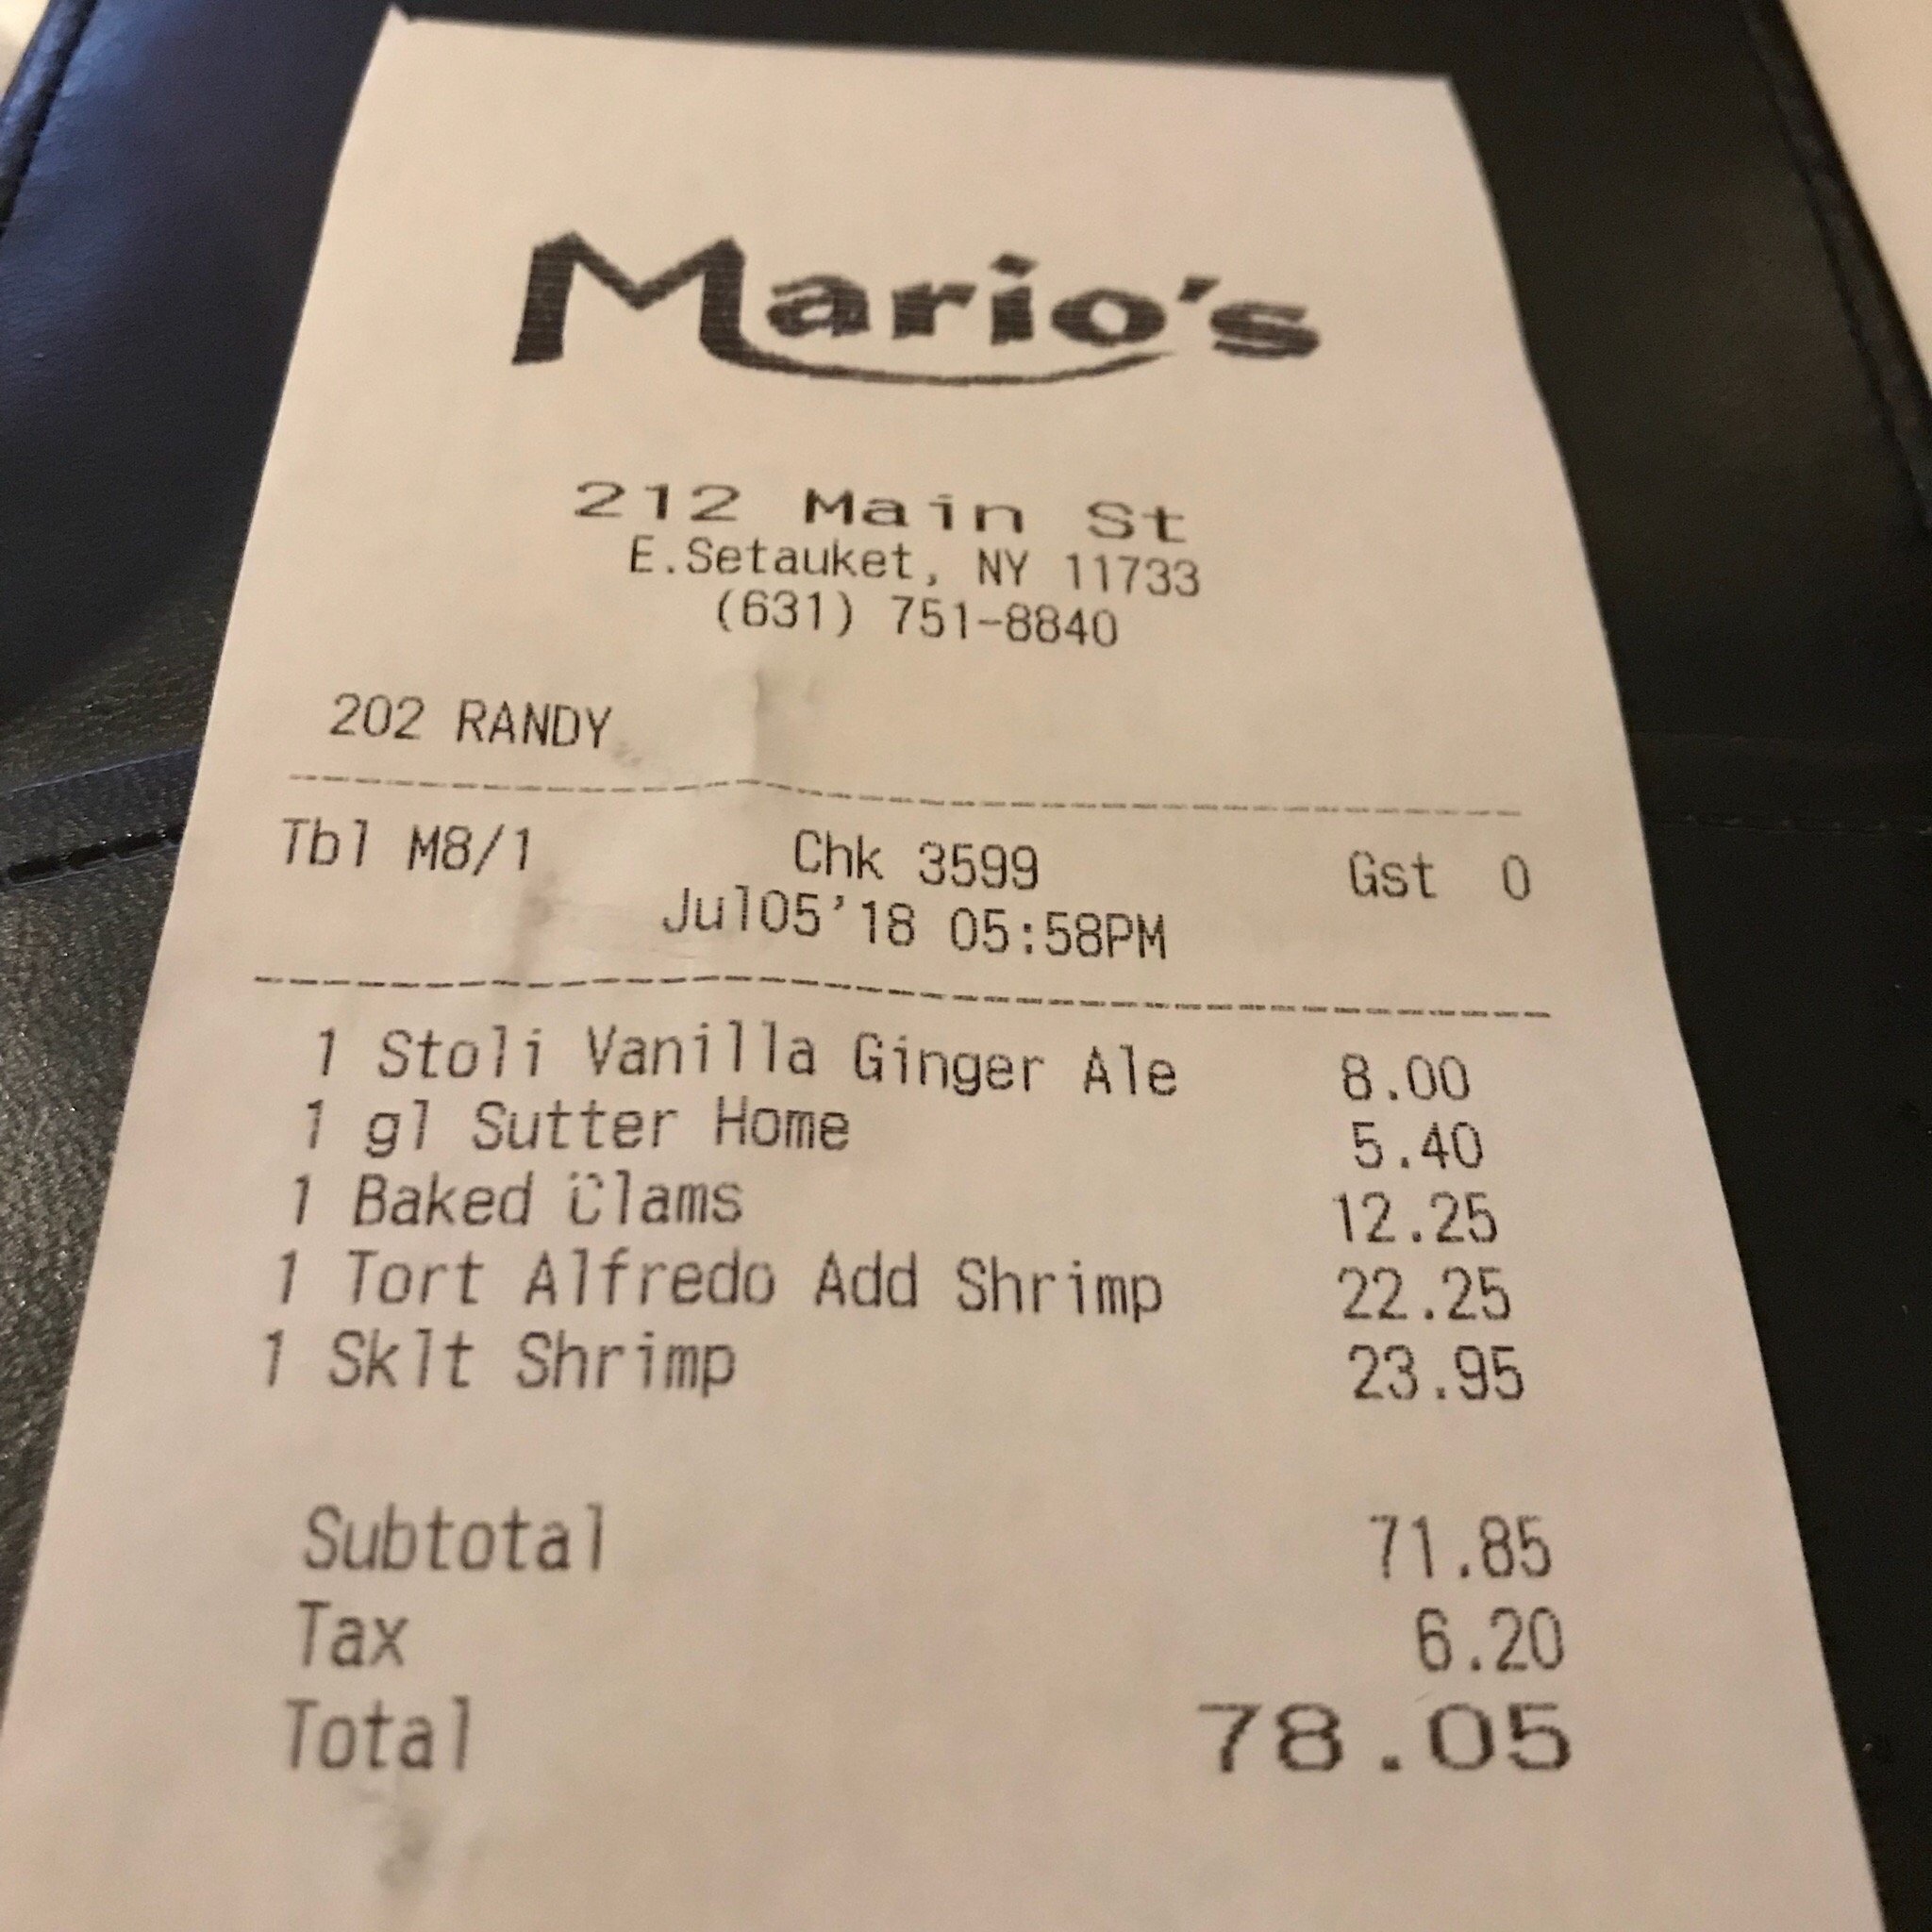 Mario's
212 Main St
E.Setauket, NY 11733
(631) 751-8840
202 RANDY
Tbl M8/1 Chk 3599 Gst 0
Jul05'18 05:58PM
1 Stoli Vanilla Ginger Ale 8.00
1 gl Sutter Home 5.40
1 Baked Clams 12.25
1 Tort Alfredo Add Shrimp 22.25
1 Sklt Shrimp 23.95
Subtotal 71.85
Tax 6.20
Total 78.05